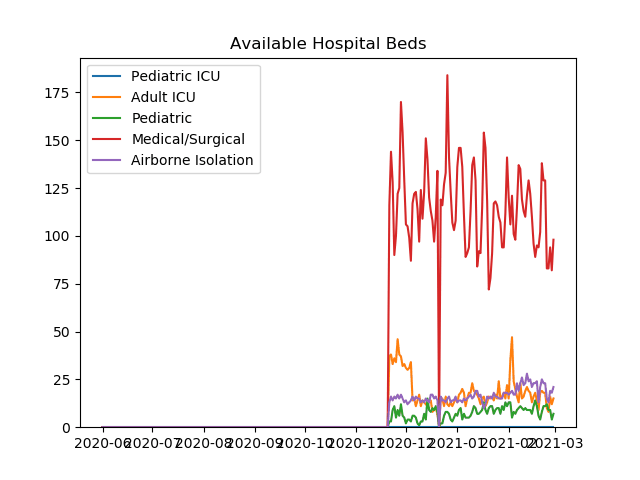 Available Hospital Beds
Pediatric ICU
Adult ICU
Pediatric
Medical/Surgical
Airborne Isolation
175
150
125
100
75
50
25
0
2020-06 2020-07 2020-08 2020-09 2020-10 2020-11 2020-12 2021-01 2021-02 2021-03